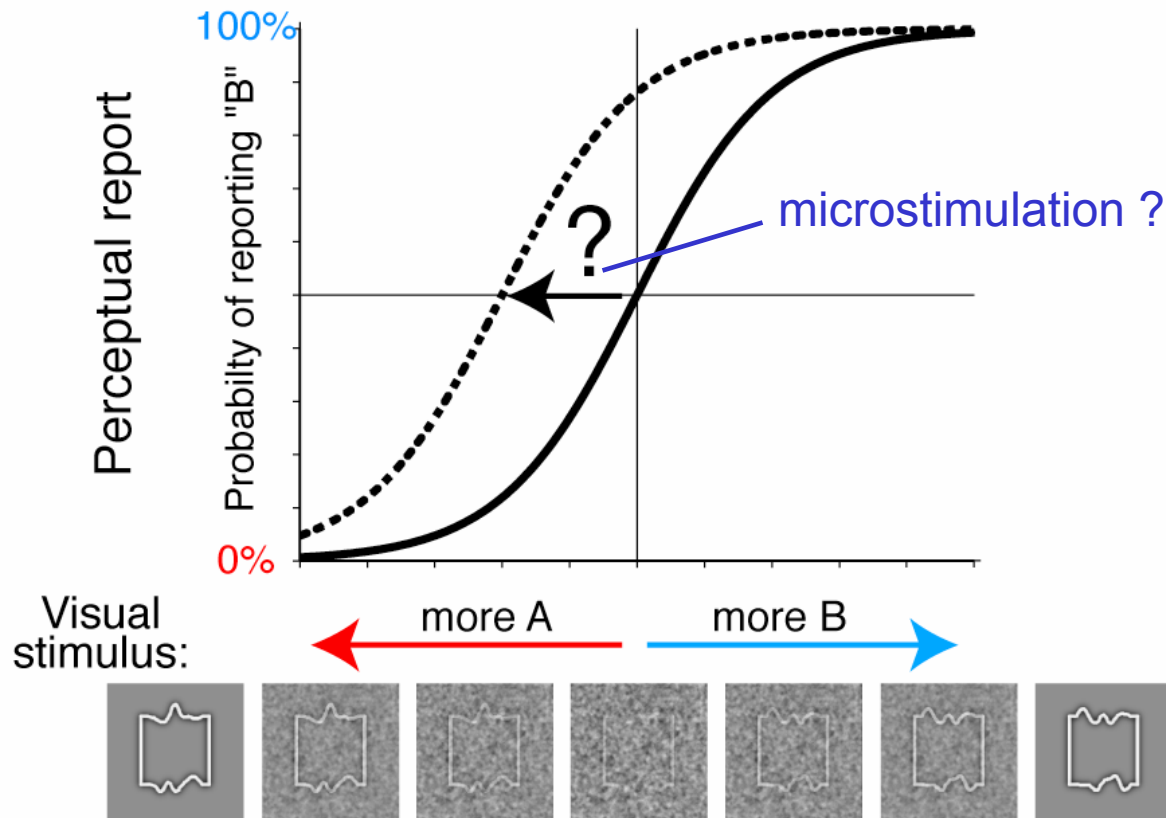 100%
Perceptual report
Probabilty of reporting "B"
?
microstimulation ?
0%
Visual
stimulus:
more A
more B